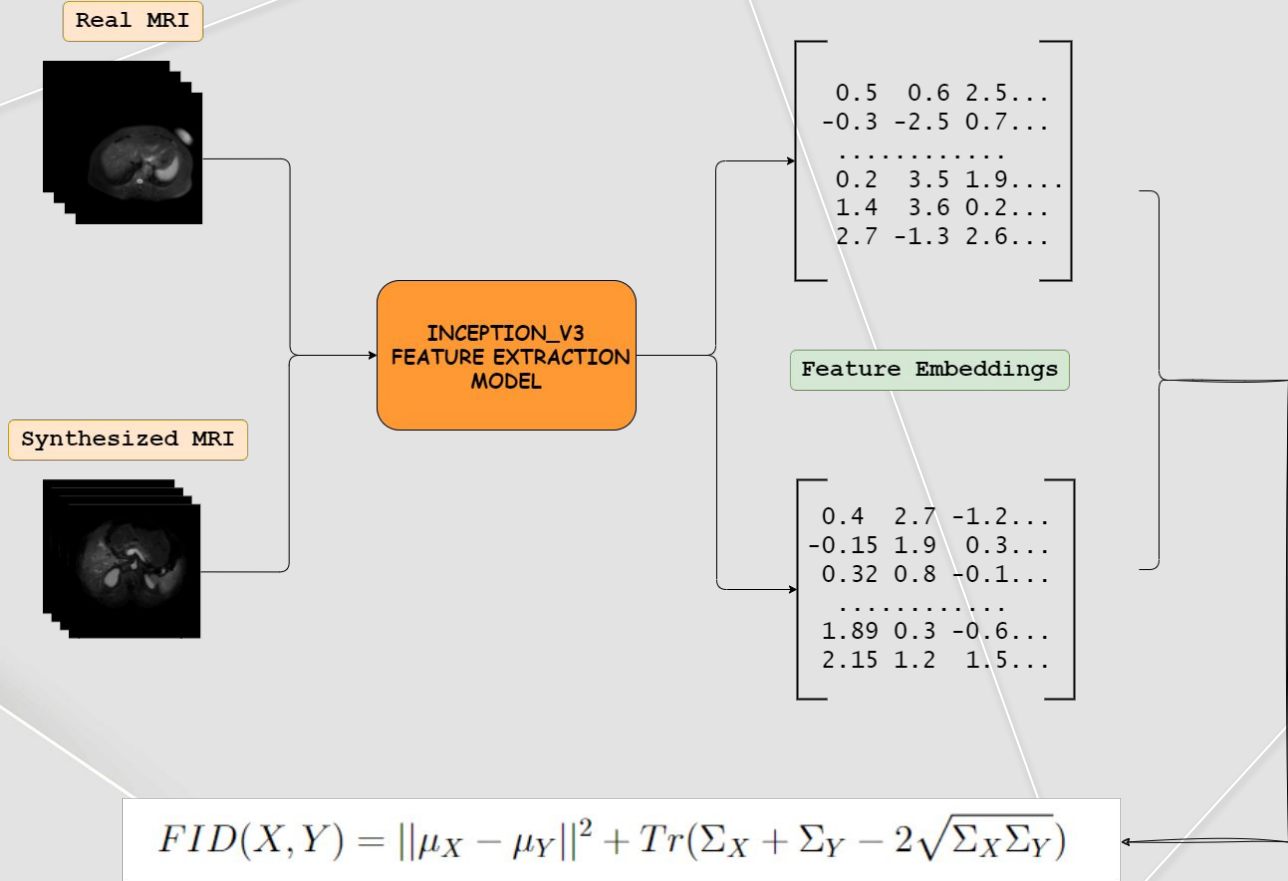 Real MRI
0.5 0.6 2.5...
-0.3 -2.5 0.7...
............
0.2 3.5 1.9....
1.4 3.6 0.2...
2.7 -1.3 2.6...
INCEPTION_V3
FEATURE EXTRACTION
MODEL
Feature Embeddings
Synthesized MRI
0.4 2.7 -1.2...
-0.15 1.9 0.3...
0.32 0.8 -0.1...
............
1.89 0.3 -0.6...
2.15 1.2 1.5...
FID(X, Y) = ||μ_X − μ_Y||² + Tr(Σ_X + Σ_Y − 2√(Σ_XΣ_Y))